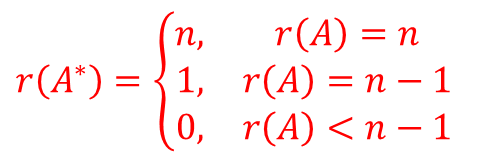 r(A*) = { n, r(A) = n
1, r(A) = n − 1
0, r(A) < n − 1